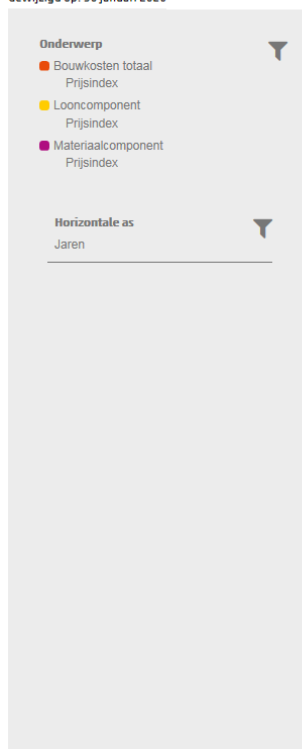 Onderwerp
Bouwkosten totaal
Prijsindex
Looncomponent
Prijsindex
Materiaalcomponent
Prijsindex
Horizontale as
Jaren